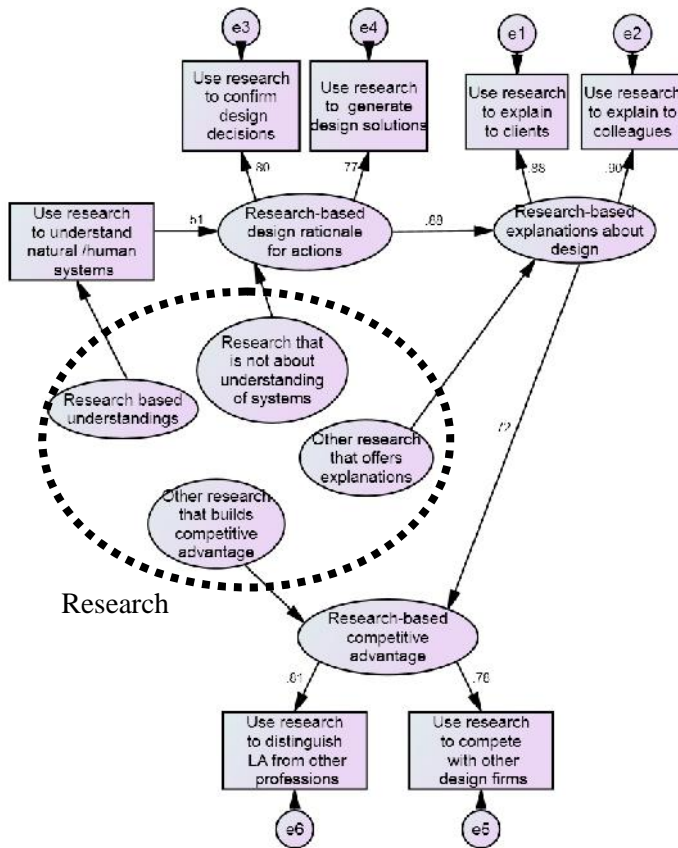 e3
e4
e1
e2
Use research
to confirm
design
decisions
Use research
to generate
design solutions
Use research
to explain
to clients
Use research
to explain to
colleagues
.80
.77
.88
.90
Use research
to understand
natural /human
systems
.51
Research-based
design rationale
for actions
Research-based
explanations about
design
Research that
is not about
understanding
of systems
Research based
understandings
Other research
that offers
explanations
.72
Other research
that builds
competitive
advantage
Research
Research-based
competitive
advantage
.81
.78
Use research
to distinguish
LA from other
professions
Use research
to compete
with other
design firms
e6
e5